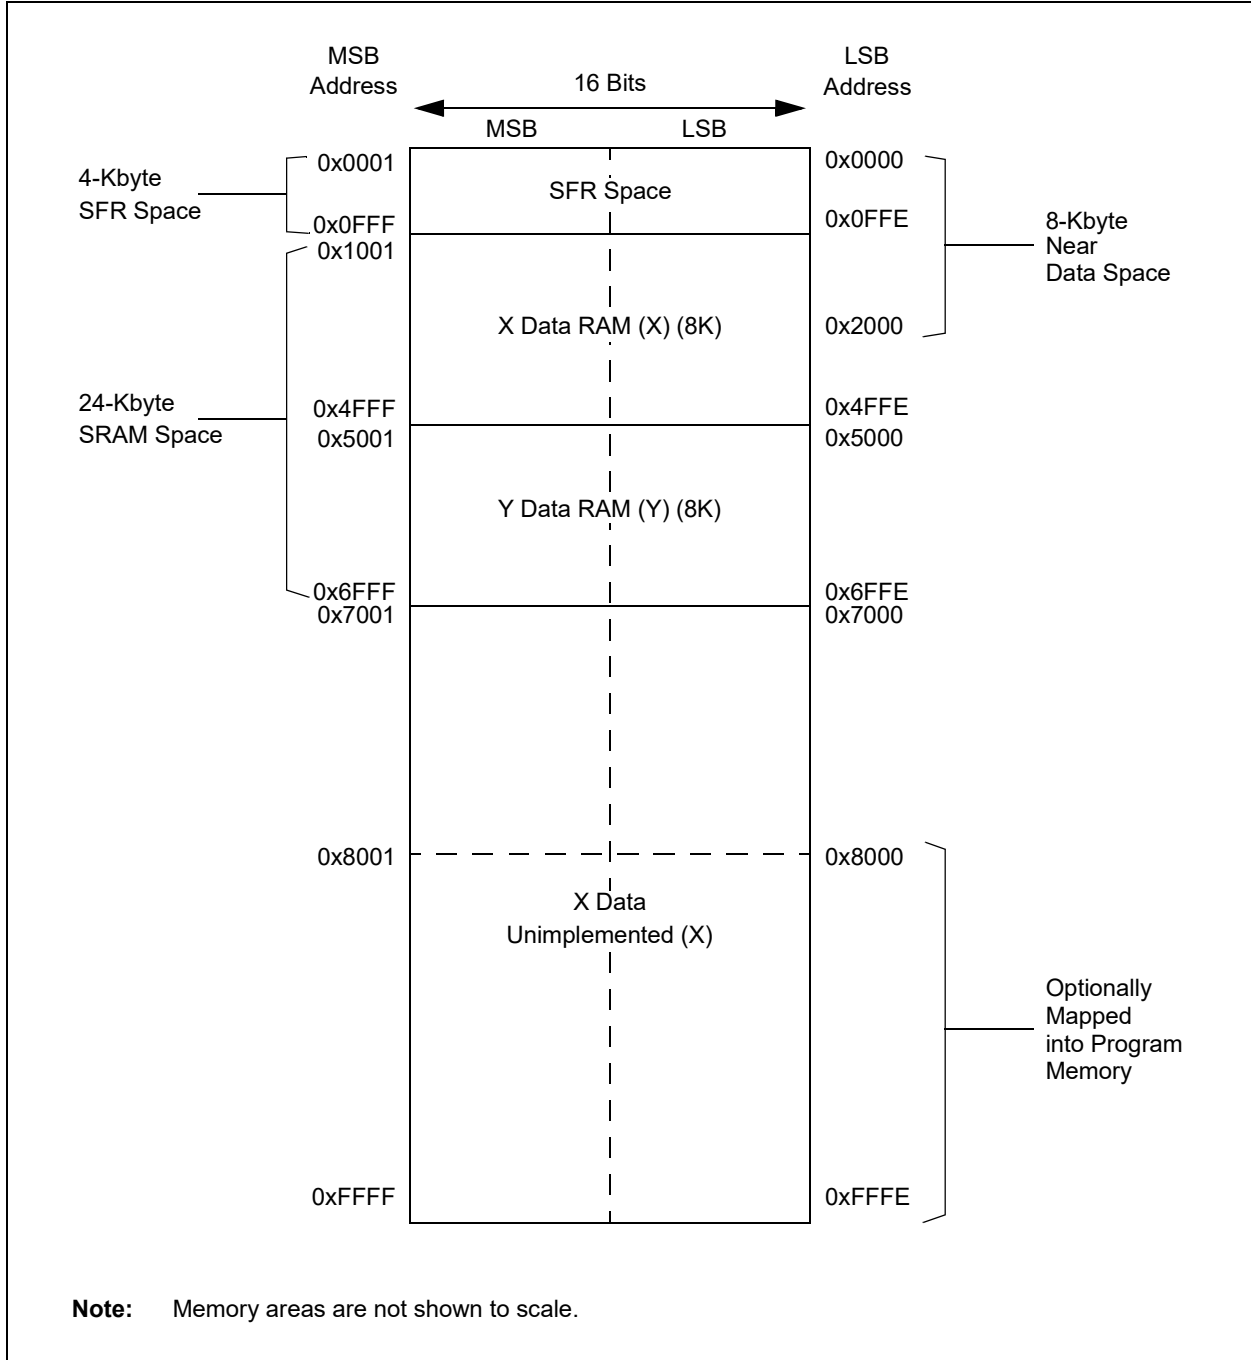 MSB
Address
LSB
Address
16 Bits
MSB
LSB
0x0001
0x0000
4-Kbyte
SFR Space
SFR Space
0x0FFF
0x0FFE
8-Kbyte
Near
Data Space
0x1001
X Data RAM (X) (8K)
0x2000
24-Kbyte
SRAM Space
0x4FFF
0x4FFE
0x5001
0x5000
Y Data RAM (Y) (8K)
0x6FFF
0x6FFE
0x7001
0x7000
0x8001
0x8000
X Data
Unimplemented (X)
Optionally
Mapped
into Program
Memory
0xFFFF
0xFFFE
Note: Memory areas are not shown to scale.